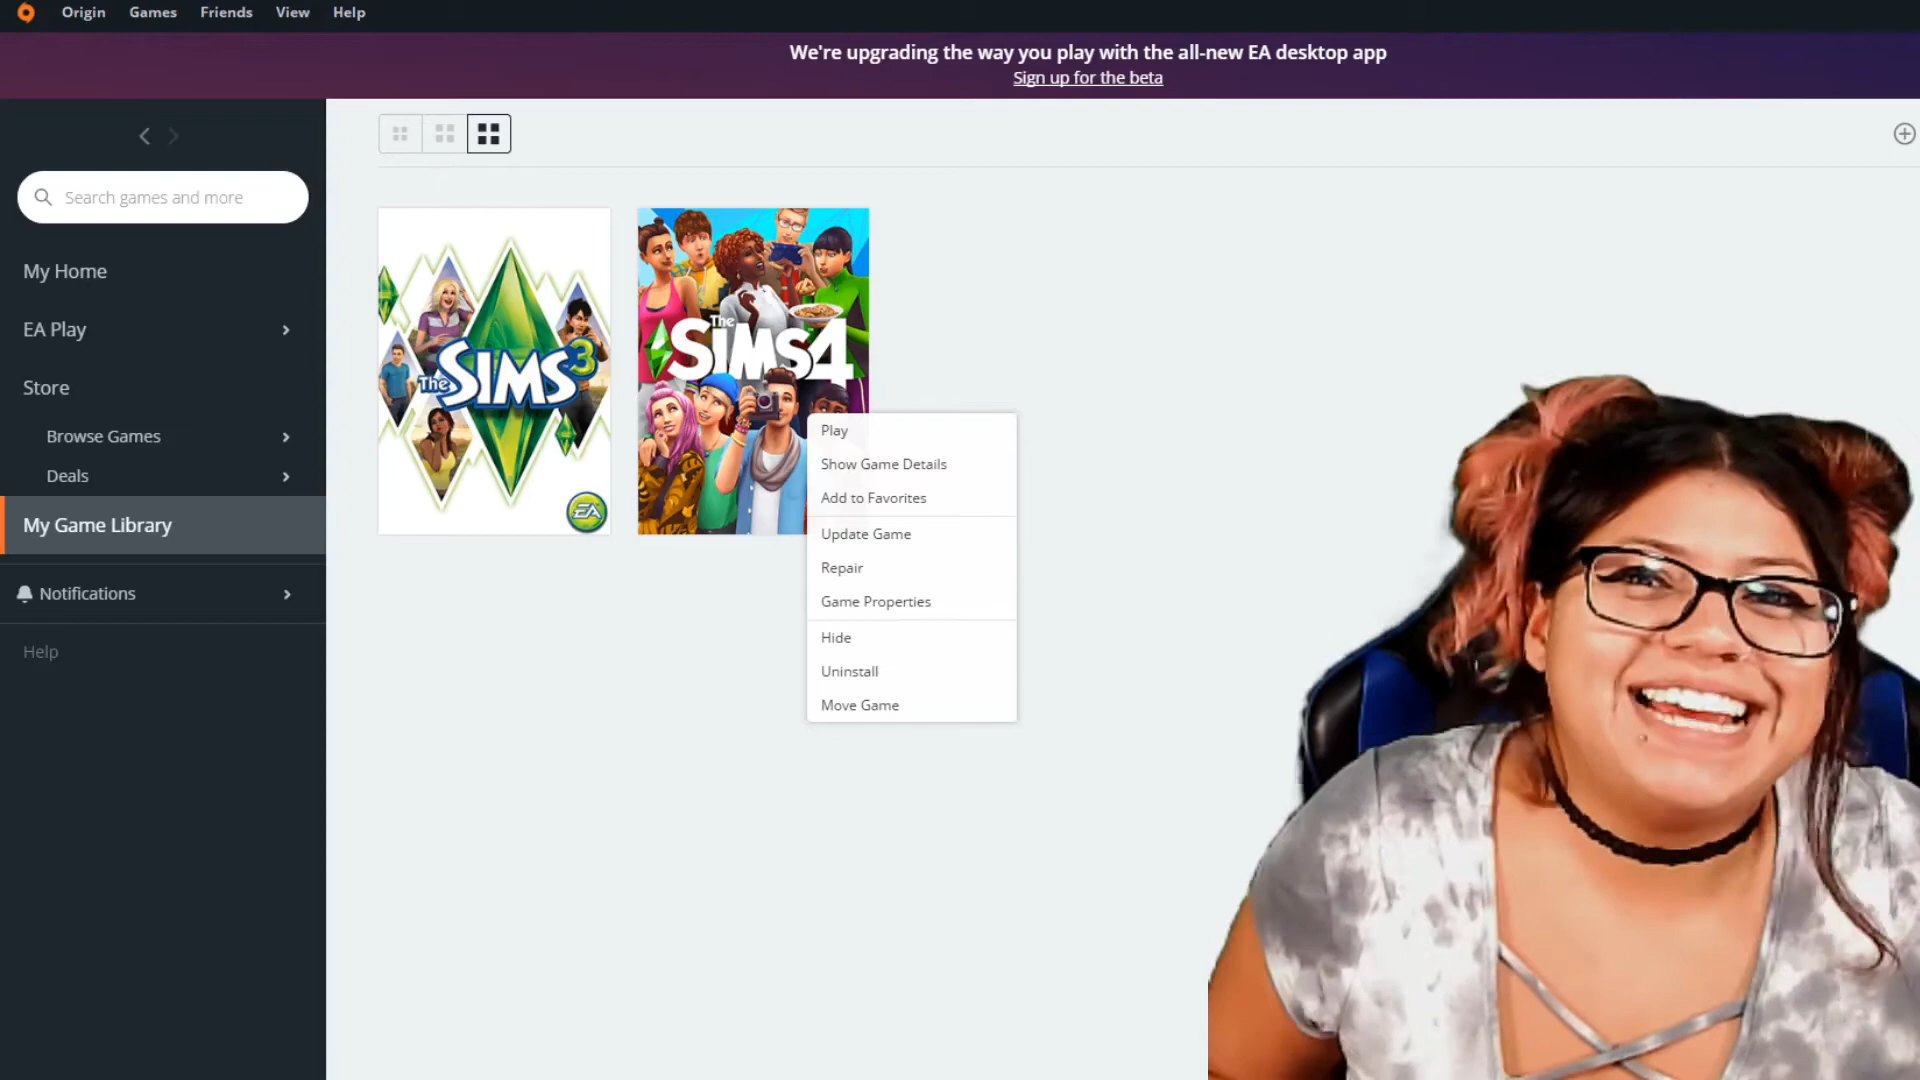 Origin Games Friends View Help
We're upgrading the way you play with the all-new EA desktop app
Sign up for the beta
Search games and more
My Home
EA Play
Store
Browse Games
Deals
My Game Library
Notifications
Help
The SIMS 3
EA
The SIMS 4
Play
Show Game Details
Add to Favorites
Update Game
Repair
Game Properties
Hide
Uninstall
Move Game